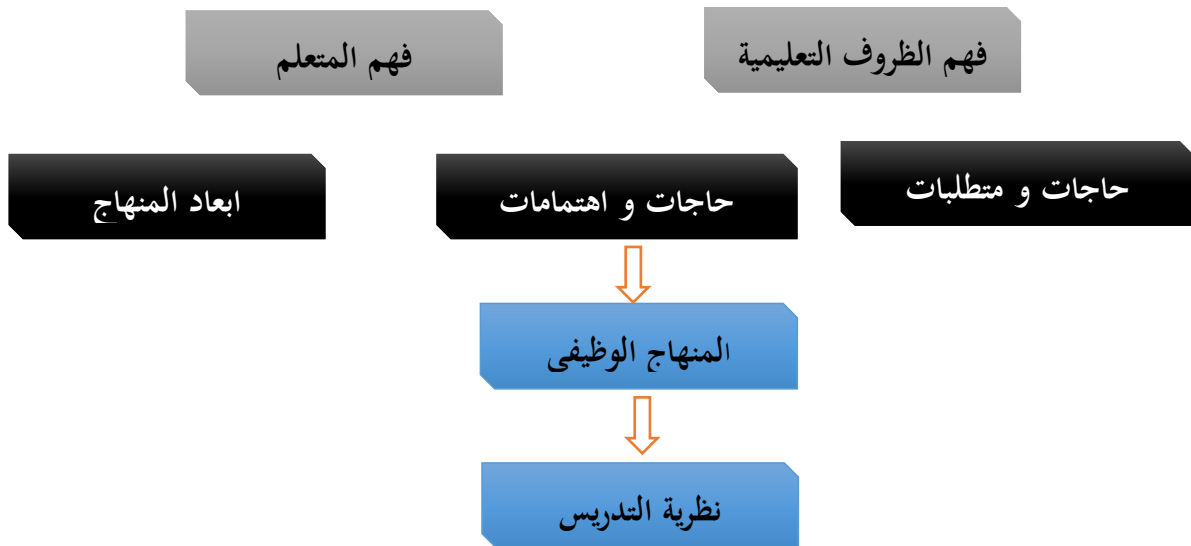 فهم الظروف التعليمية
فهم المتعلم
حاجات و متطلبات
حاجات و اهتمامات
ابعاد المنهاج
المنهاج الوظيفى
نظرية التدريس